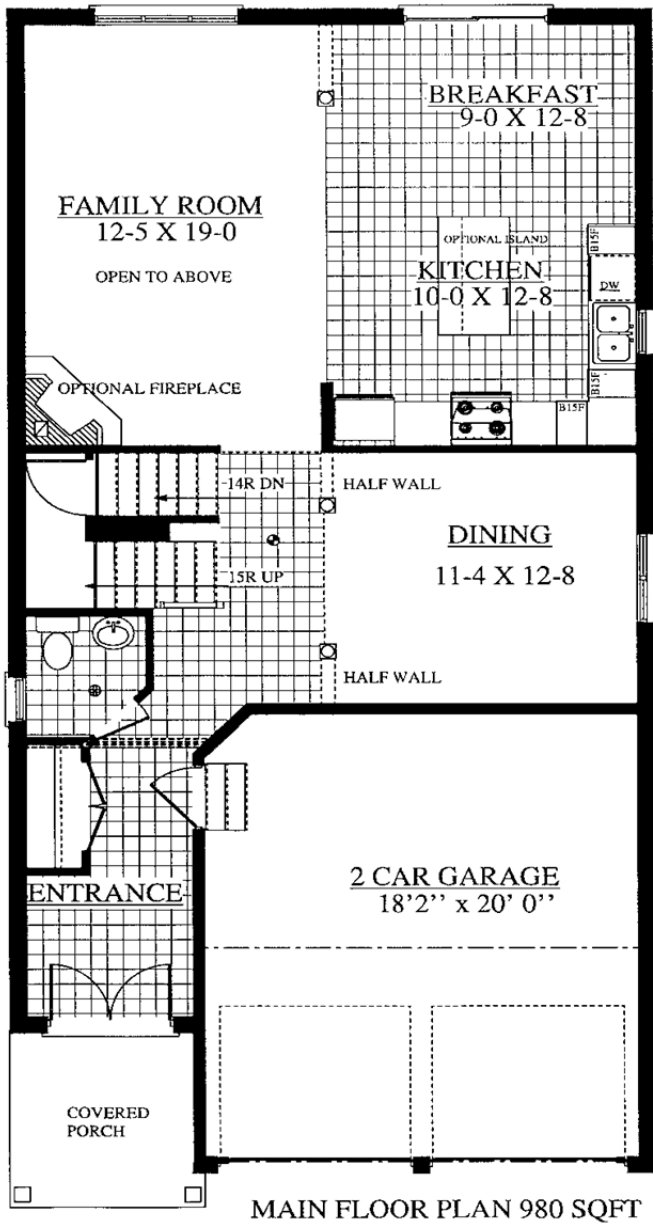 BREAKFAST
9-0 X 12-8
FAMILY ROOM
12-5 X 19-0
OPEN TO ABOVE
OPTIONAL ISLAND
KITCHEN
10-0 X 12-8
B15F
DW
B15F
B15F
OPTIONAL FIREPLACE
14R DN
HALF WALL
DINING
11-4 X 12-8
15R UP
HALF WALL
2 CAR GARAGE
18'2'' x 20' 0''
ENTRANCE
COVERED
PORCH
MAIN FLOOR PLAN 980 SQFT